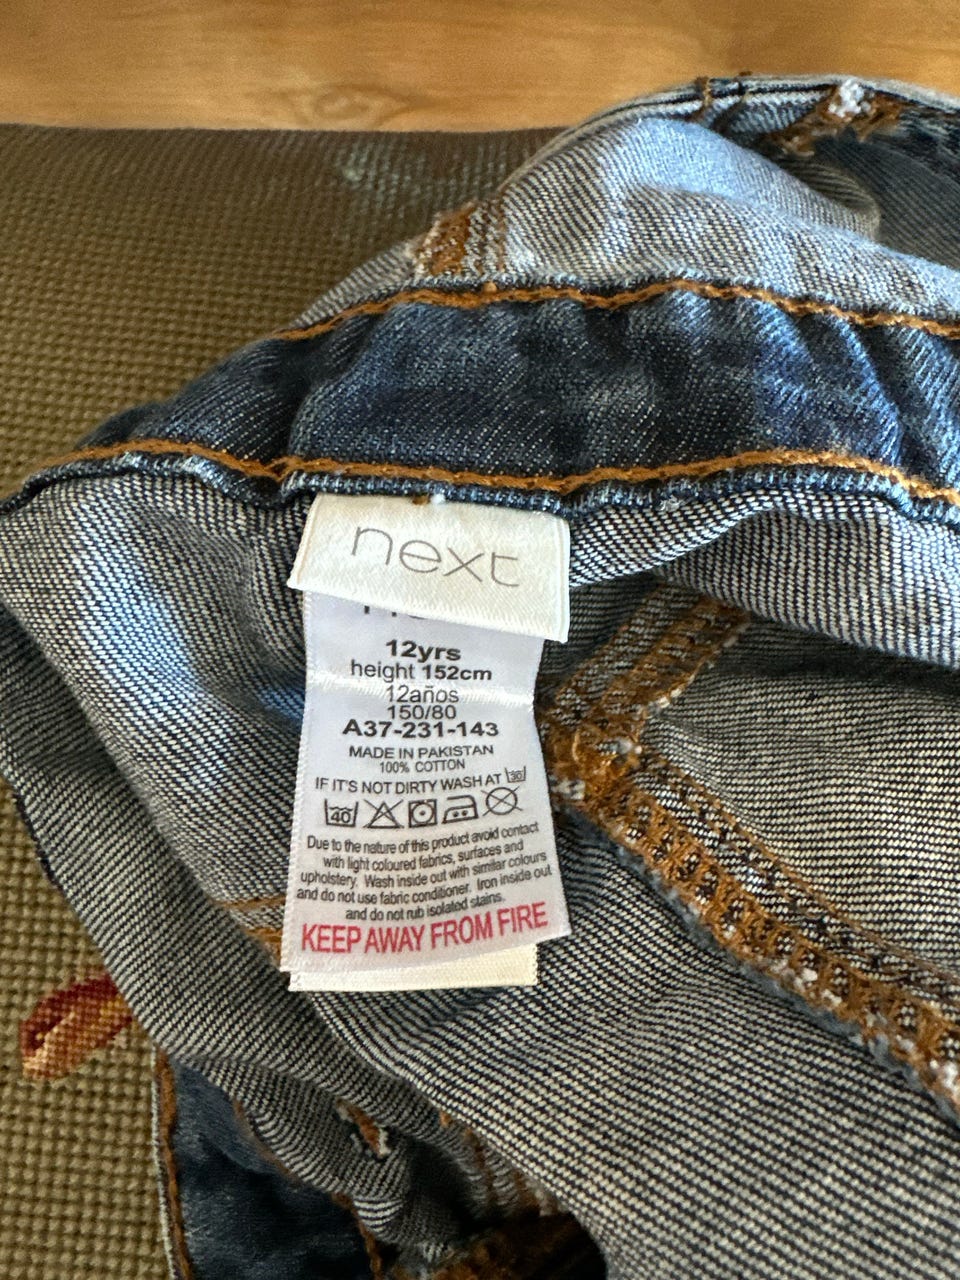 next
12yrs
height 152cm
12años
150/80
A37-231-143
MADE IN PAKISTAN
100% COTTON
IF IT'S NOT DIRTY WASH AT 30
40
Due to the nature of this product avoid contact
with light coloured fabrics, surfaces and
upholstery. Wash inside out with similar colours
and do not use fabric conditioner. Iron inside out
and do not rub isolated stains.
KEEP AWAY FROM FIRE